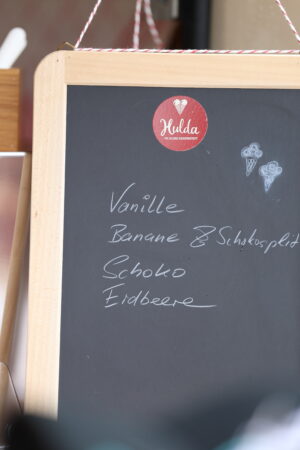 Hulda
Vanille
Banane & Schokosplit
Schoko
Erdbeere